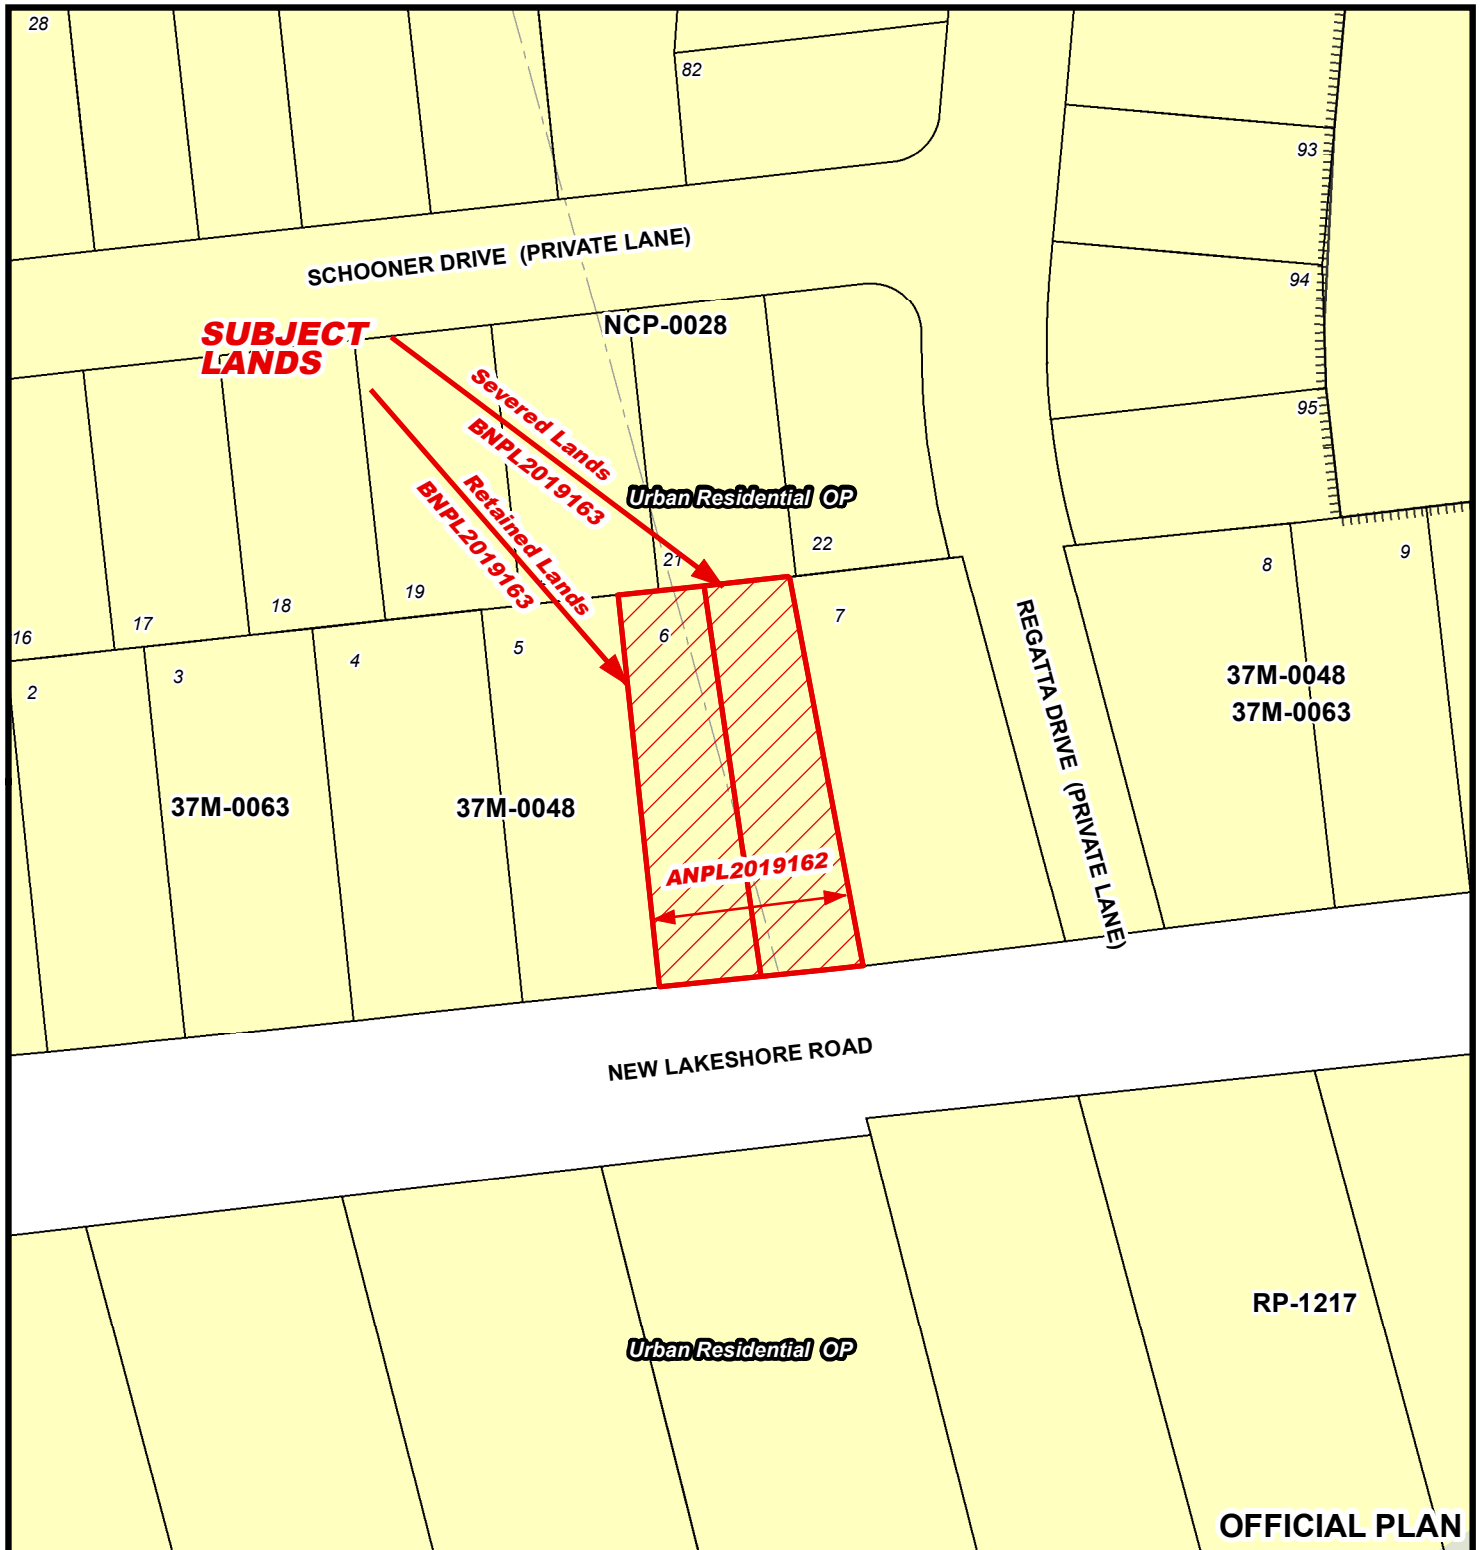 28
82
93
SCHOONER DRIVE (PRIVATE LANE)
94
SUBJECT
LANDS
NCP-0028
Severed Lands
BNPL2019163
95
Retained Lands
BNPL2019163
Urban Residential OP
21
22
8
9
16
17
18
19
2
3
4
5
6
7
REGATTA DRIVE (PRIVATE LANE)
37M-0048
37M-0063
37M-0063
37M-0048
ANPL2019162
NEW LAKESHORE ROAD
RP-1217
Urban Residential OP
OFFICIAL PLAN